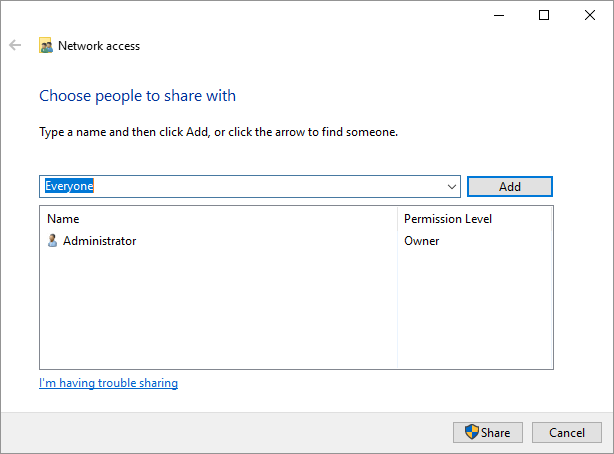 Network access
Choose people to share with
Type a name and then click Add, or click the arrow to find someone.
Everyone
Add
Name Permission Level
Administrator Owner
I'm having trouble sharing
Share Cancel